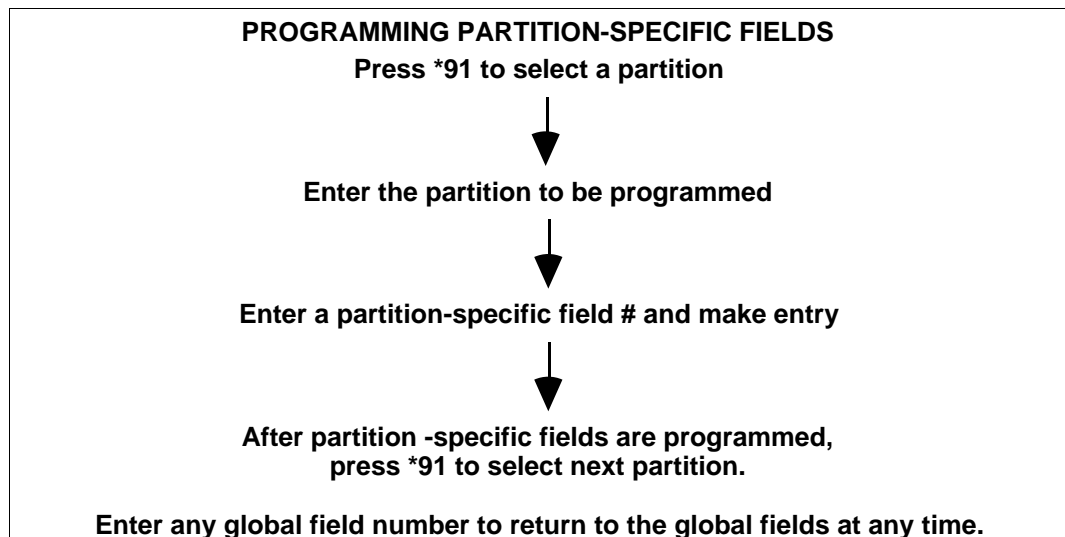 PROGRAMMING PARTITION-SPECIFIC FIELDS
Press *91 to select a partition
Enter the partition to be programmed
Enter a partition-specific field # and make entry
After partition -specific fields are programmed,
press *91 to select next partition.
Enter any global field number to return to the global fields at any time.